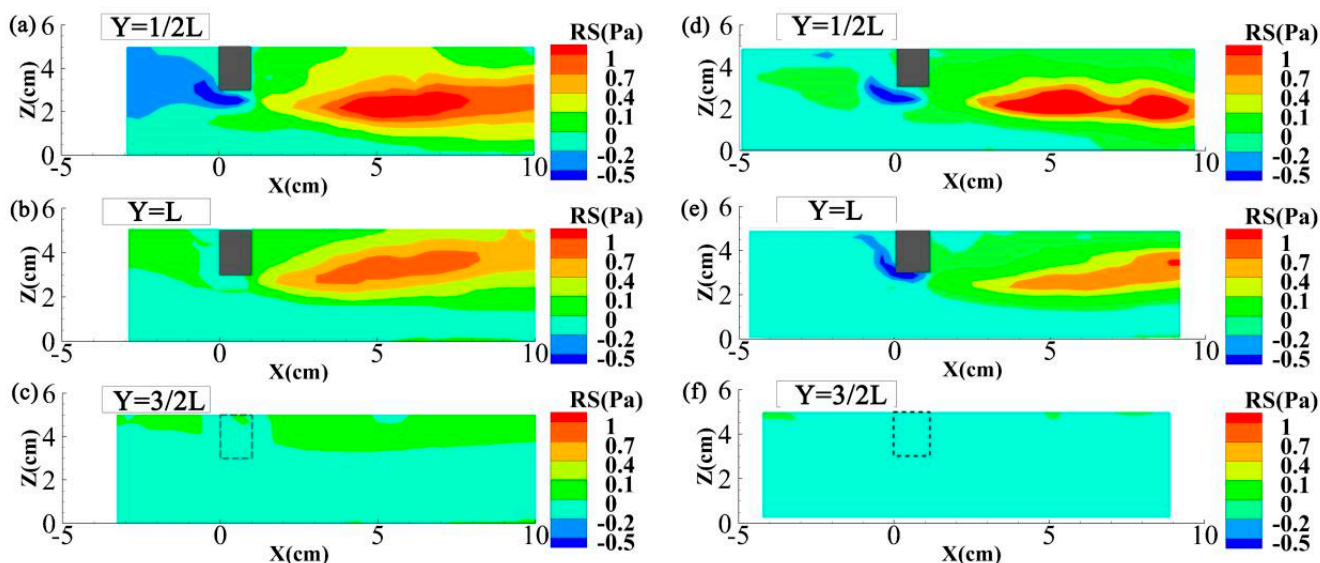 (a) Y=1/2L RS(Pa)
6
4
2
0
Z(cm)
-5 0 5 10
X(cm)
1
0.7
0.4
0.1
0
-0.2
-0.5
(d) Y=1/2L RS(Pa)
6
4
2
0
Z(cm)
-5 0 5 10
X(cm)
1
0.7
0.4
0.1
0
-0.2
-0.5
(b) Y=L RS(Pa)
6
4
2
0
Z(cm)
-5 0 5 10
X(cm)
1
0.7
0.4
0.1
0
-0.2
-0.5
(e) Y=L RS(Pa)
6
4
2
0
Z(cm)
-5 0 5 10
X(cm)
1
0.7
0.4
0.1
0
-0.2
-0.5
(c) Y=3/2L RS(Pa)
6
4
2
0
Z(cm)
-5 0 5 10
X(cm)
1
0.7
0.4
0.1
0
-0.2
-0.5
(f) Y=3/2L RS(Pa)
6
4
2
0
Z(cm)
-5 0 5 10
X(cm)
1
0.7
0.4
0.1
0
-0.2
-0.5